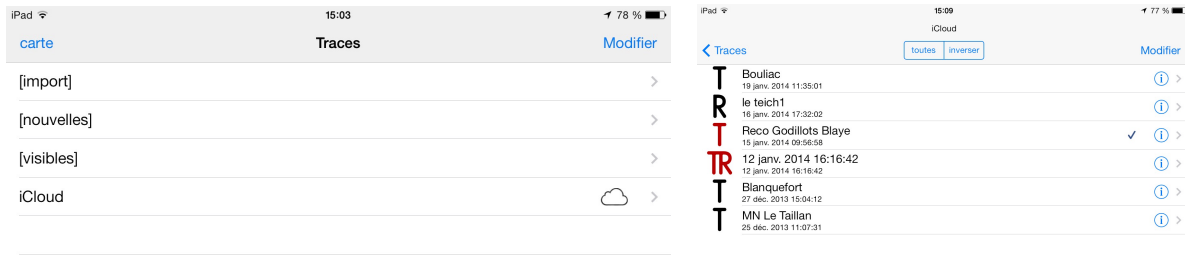 iPad 15:03 78 %
carte Traces Modifier
[import]
[nouvelles]
[visibles]
iCloud
iPad 15:09 77 %
iCloud
Traces toutes inverser Modifier
T Bouliac
19 janv. 2014 11:35:01
R le teich1
16 janv. 2014 17:32:02
T Reco Godillots Blaye
15 janv. 2014 09:56:58
TR 12 janv. 2014 16:16:42
12 janv. 2014 16:16:42
T Blanquefort
27 déc. 2013 15:04:12
T MN Le Taillan
25 déc. 2013 11:07:31